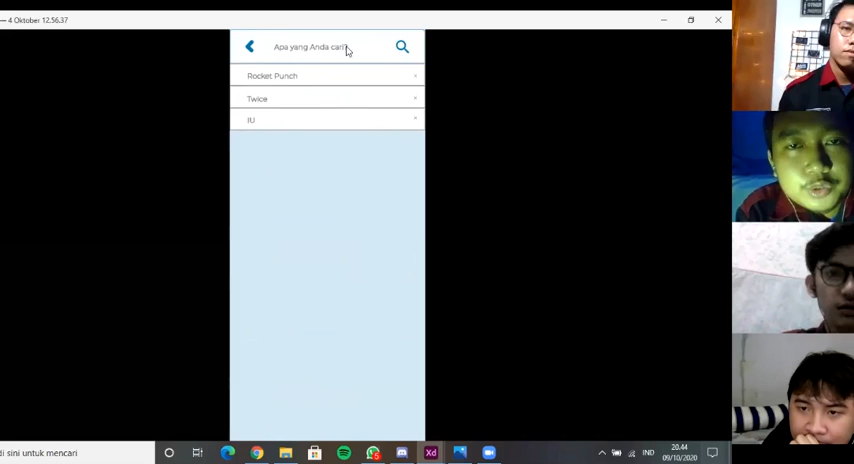 — 4 Oktober 12.56.37
Apa yang Anda cari?
Rocket Punch ×
Twice ×
IU ×
di sini untuk mencari
Xd
IND
20.44
09/10/2020